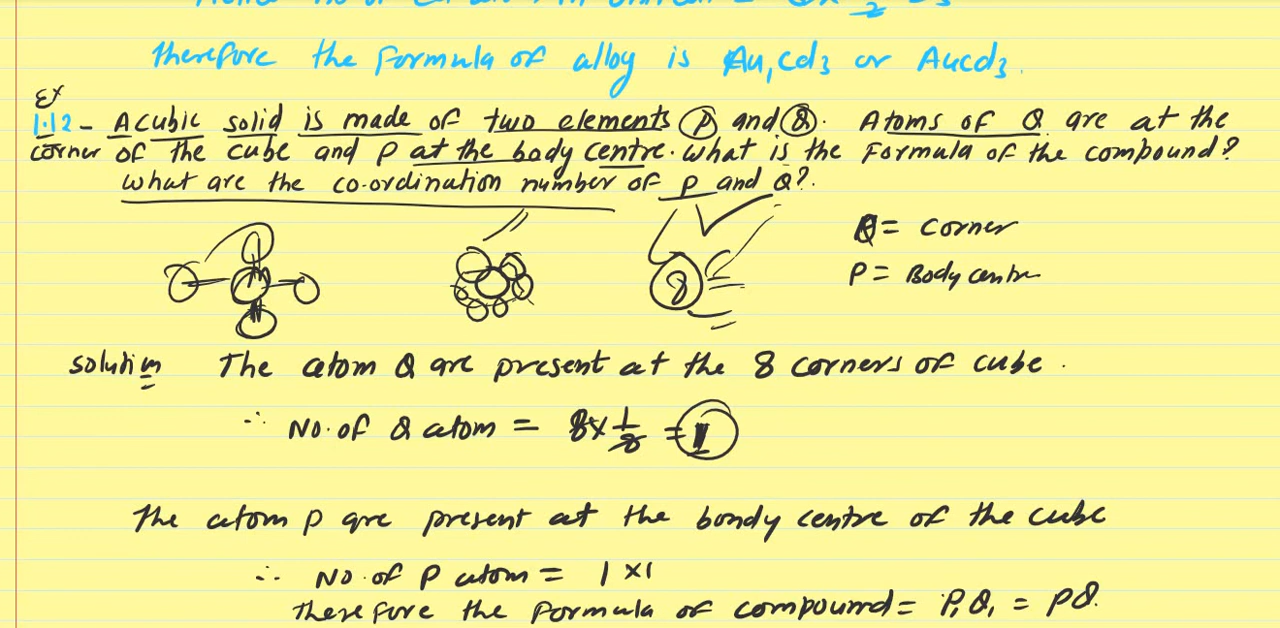 therefore the formula of alloy is Au1Cd3 or AuCd3.
Ex
1.12 - A cubic solid is made of two elements P and Q. Atoms of Q are at the
corner of the cube and P at the body centre. what is the Formula of the compound?
what are the co-ordination number of P and Q?.
Q = corner
8
P = Body centre
solution The atom Q are present at the 8 corners of cube.
∴ No. of Q atom = 8 × 1/8 = 1
The atom P are present at the bondy centre of the cube
∴ No. of P atom = 1 × 1
therefore the Formula of compound = P1Q1 = PQ.